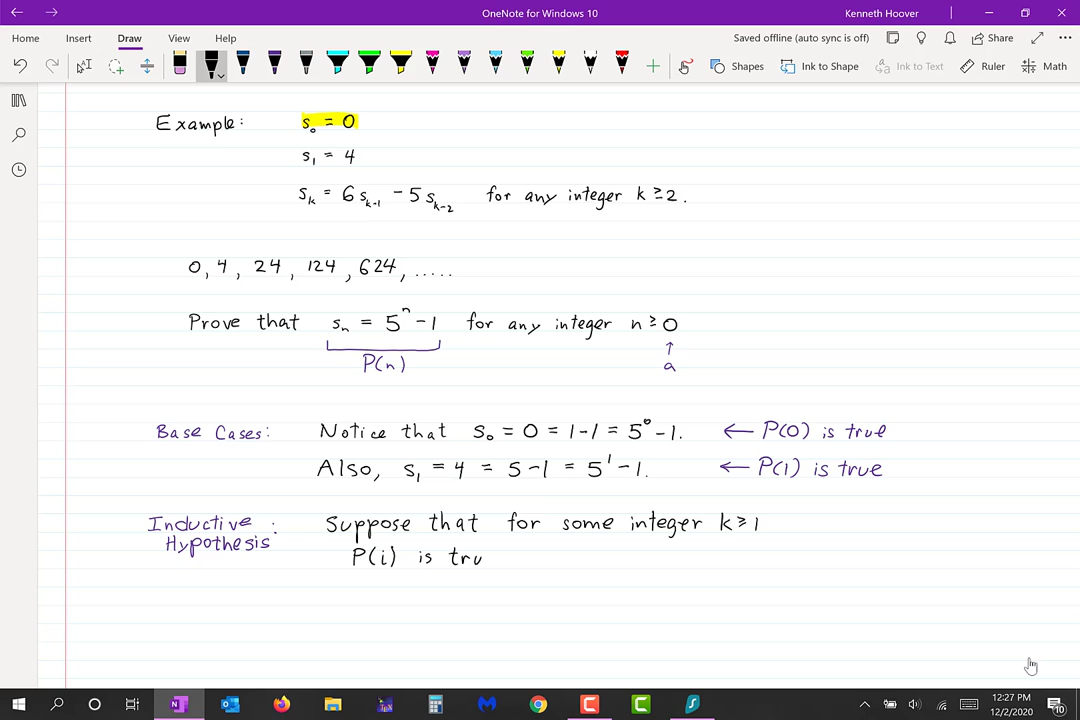 OneNote for Windows 10
Kenneth Hoover
Home Insert Draw View Help
Saved offline (auto sync is off)
Share
Shapes Ink to Shape Ink to Text Ruler Math
Example: s₀ = 0
s₁ = 4
sₖ = 6sₖ₋₁ − 5sₖ₋₂ for any integer k ≥ 2.
0, 4, 24, 124, 624, .....
Prove that sₙ = 5ⁿ − 1 for any integer n ≥ 0
P(n)
↑
a
Base Cases: Notice that s₀ = 0 = 1 − 1 = 5⁰ − 1. ← P(0) is true
Also, s₁ = 4 = 5 − 1 = 5¹ − 1. ← P(1) is true
Inductive Hypothesis: Suppose that for some integer k ≥ 1
P(i) is tru
12:27 PM
12/2/2020
10